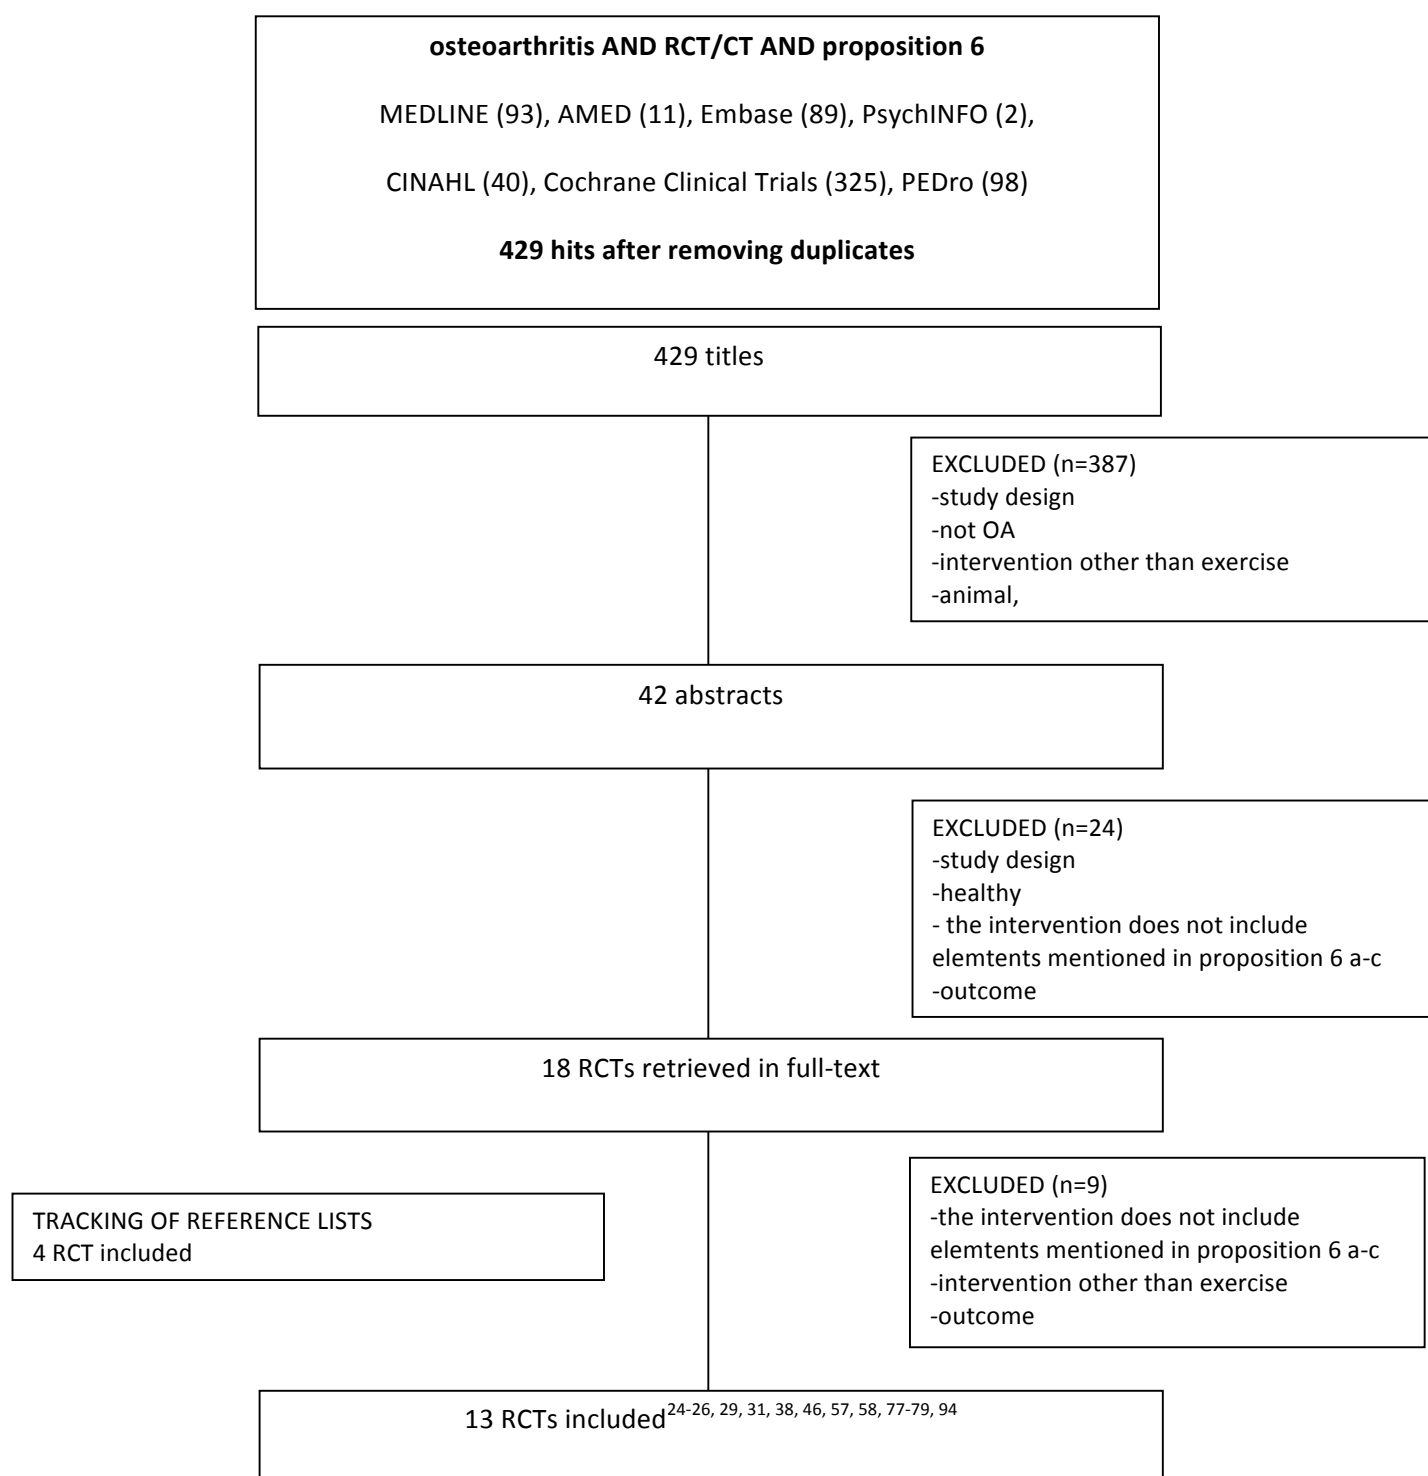 osteoarthritis AND RCT/CT AND proposition 6
MEDLINE (93), AMED (11), Embase (89), PsychINFO (2),
CINAHL (40), Cochrane Clinical Trials (325), PEDro (98)
429 hits after removing duplicates
429 titles
EXCLUDED (n=387)
-study design
-not OA
-intervention other than exercise
-animal,
42 abstracts
EXCLUDED (n=24)
-study design
-healthy
- the intervention does not include
elemtents mentioned in proposition 6 a-c
-outcome
18 RCTs retrieved in full-text
TRACKING OF REFERENCE LISTS
4 RCT included
EXCLUDED (n=9)
-the intervention does not include
elemtents mentioned in proposition 6 a-c
-intervention other than exercise
-outcome
13 RCTs included24-26, 29, 31, 38, 46, 57, 58, 77-79, 94